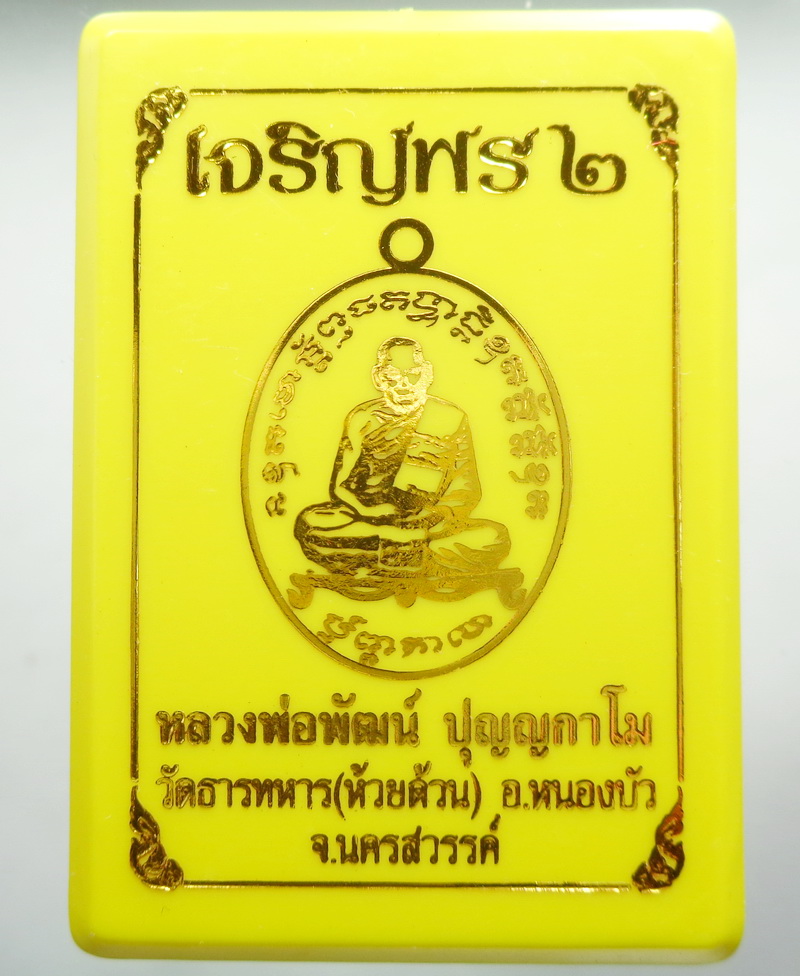 เจริญพร ๒
หลวงพ่อพัฒน์ ปุญญกาโม
วัดธารทหาร(ห้วยด้วน) อ.หนองบัว
จ.นครสวรรค์